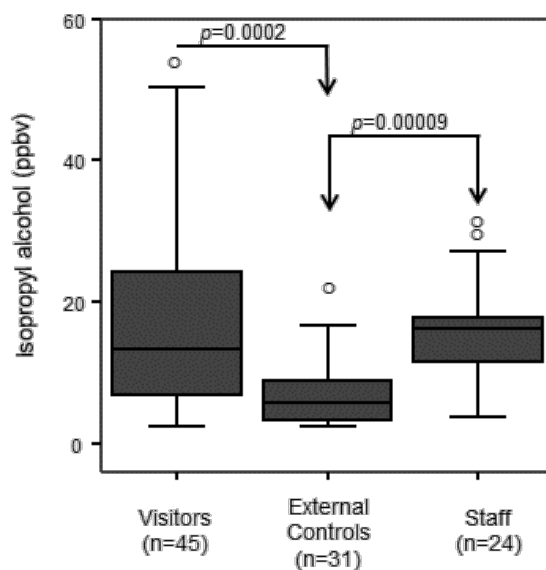 60
p=0.0002
p=0.00009
40
20
0
Isopropyl alcohol (ppbv)
Visitors
(n=45)
External
Controls
(n=31)
Staff
(n=24)